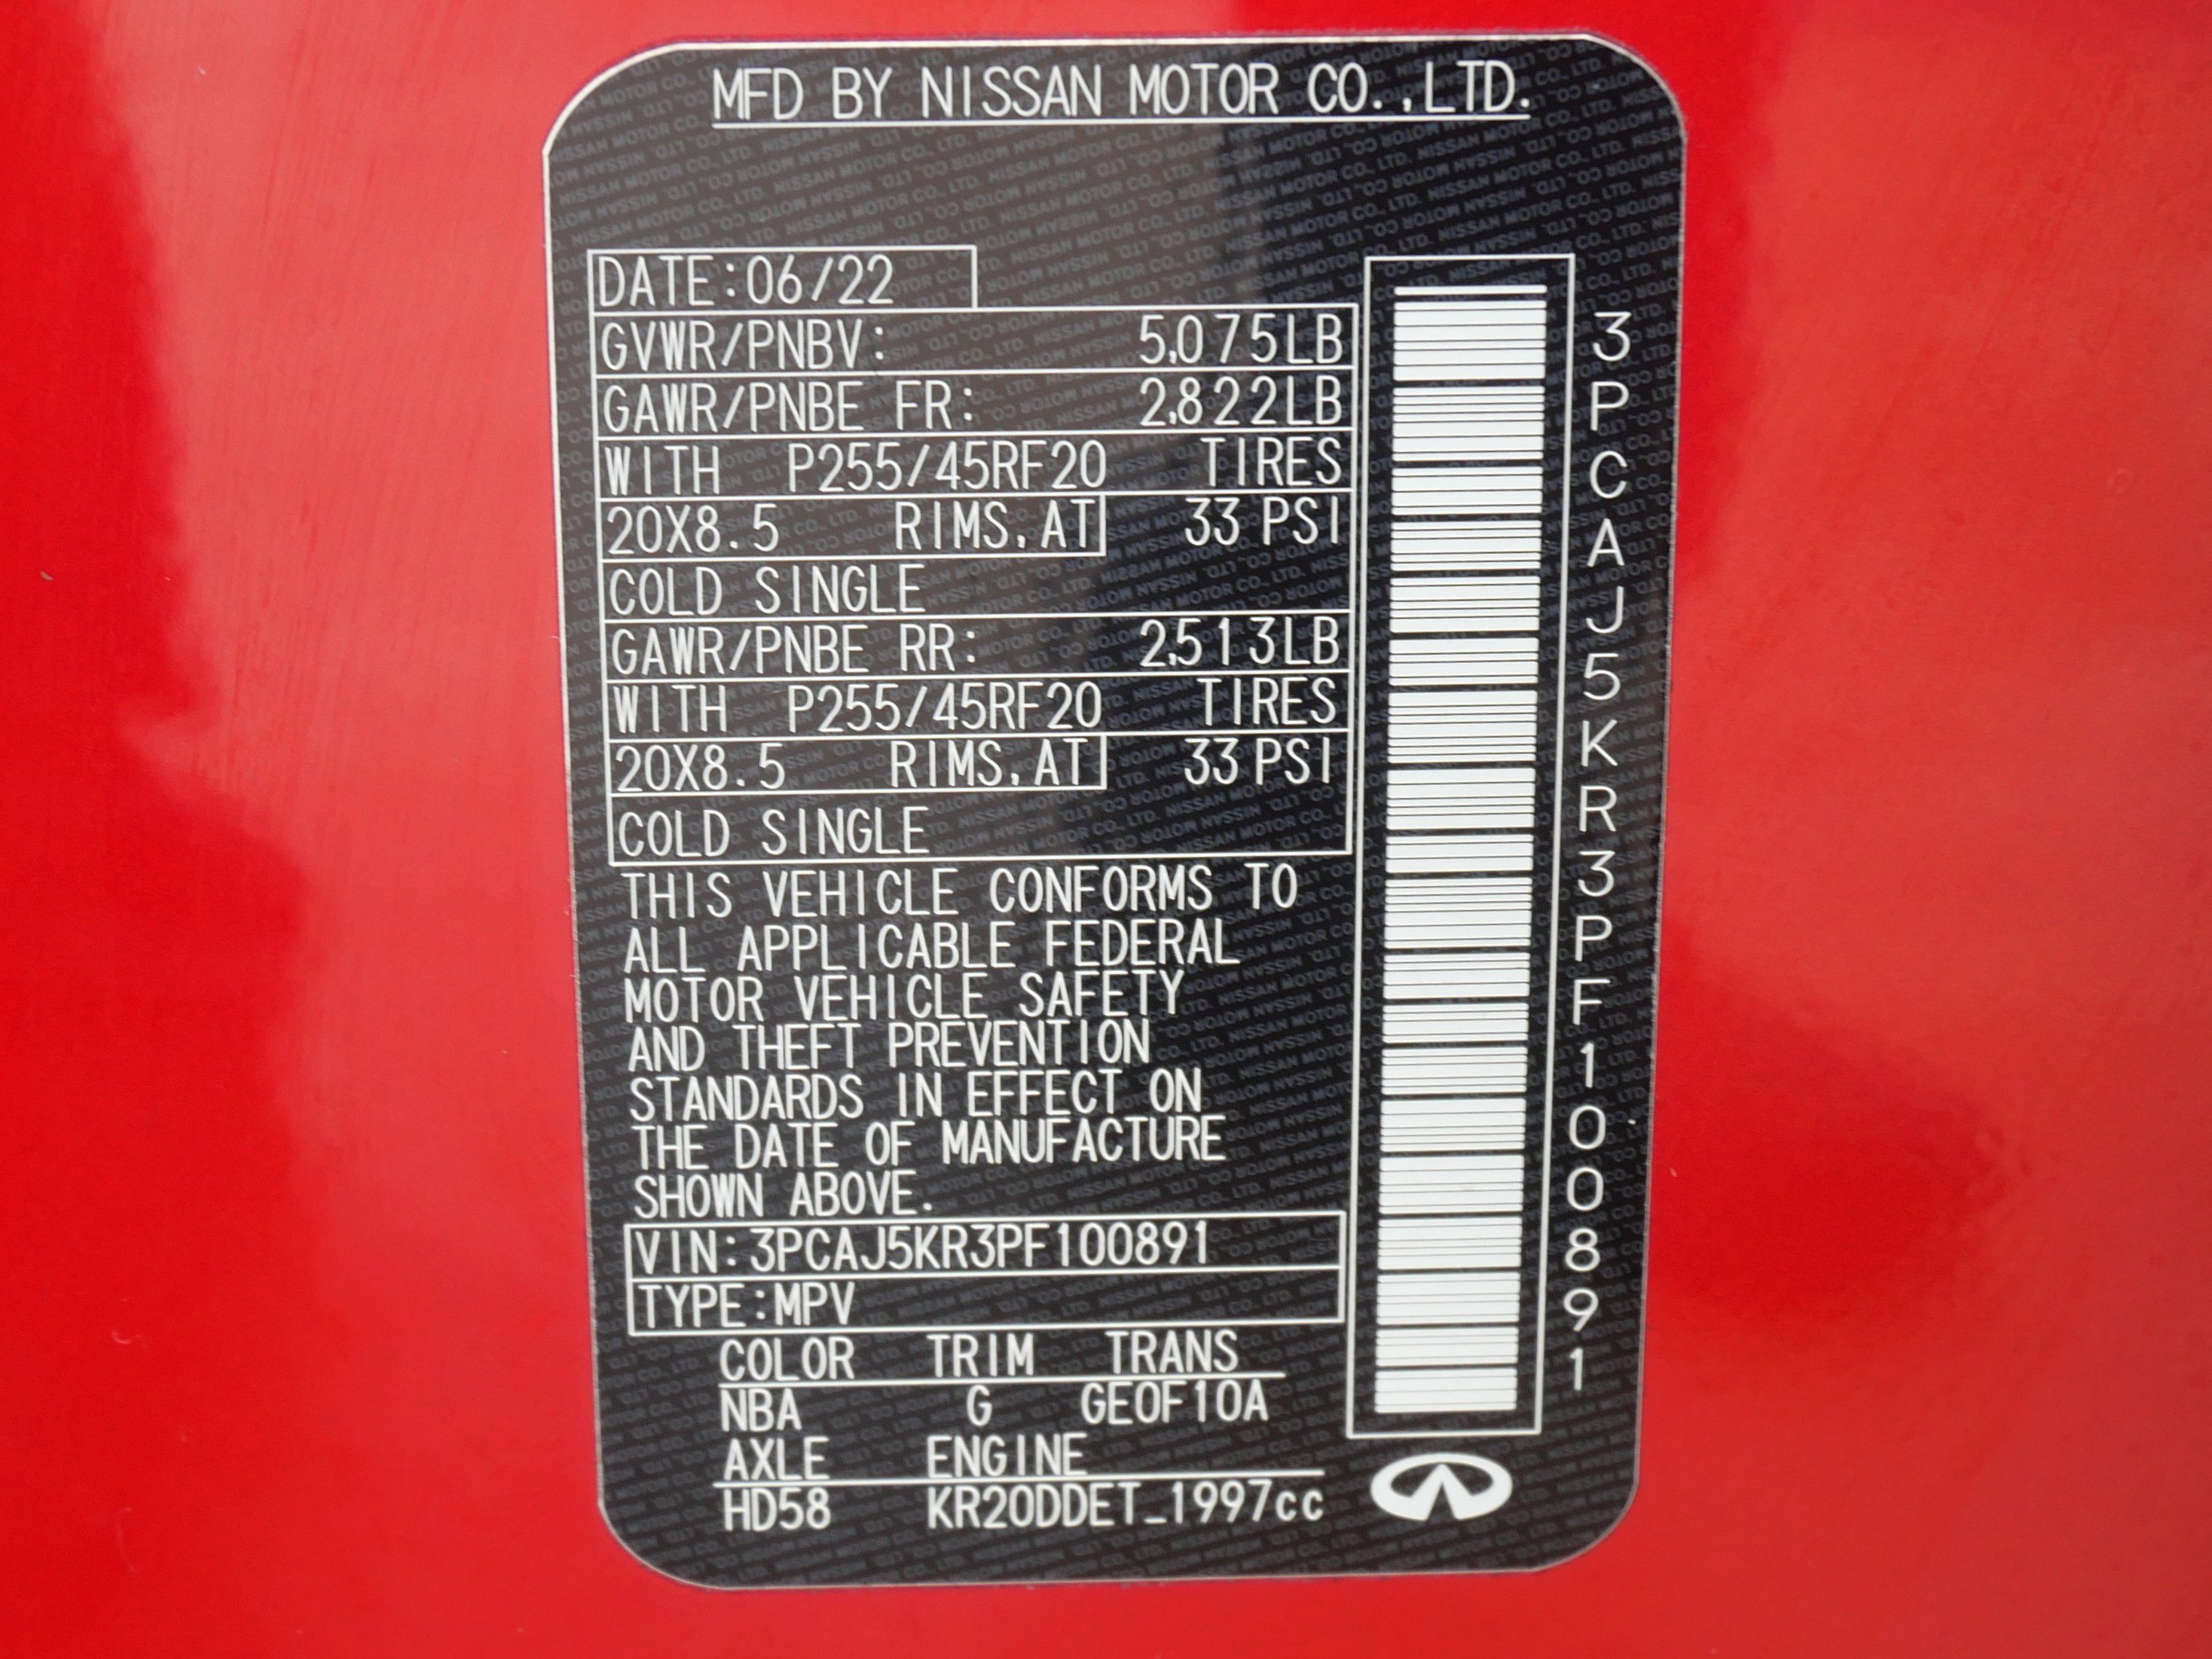 MFD BY NISSAN MOTOR CO.,LTD.
DATE:06/22
GVWR/PNBV: 5,075LB
GAWR/PNBE FR: 2,822LB
WITH P255/45RF20 TIRES
20X8.5 RIMS,AT 33 PSI
COLD SINGLE
GAWR/PNBE RR: 2,513LB
WITH P255/45RF20 TIRES
20X8.5 RIMS,AT 33 PSI
COLD SINGLE
THIS VEHICLE CONFORMS TO
ALL APPLICABLE FEDERAL
MOTOR VEHICLE SAFETY
AND THEFT PREVENTION
STANDARDS IN EFFECT ON
THE DATE OF MANUFACTURE
SHOWN ABOVE.
VIN:3PCAJ5KR3PF100891
TYPE:MPV
COLOR TRIM TRANS
NBA G GE0F10A
AXLE ENGINE
HD58 KR20DDET_1997cc
3PCAJ5KR3PF100891